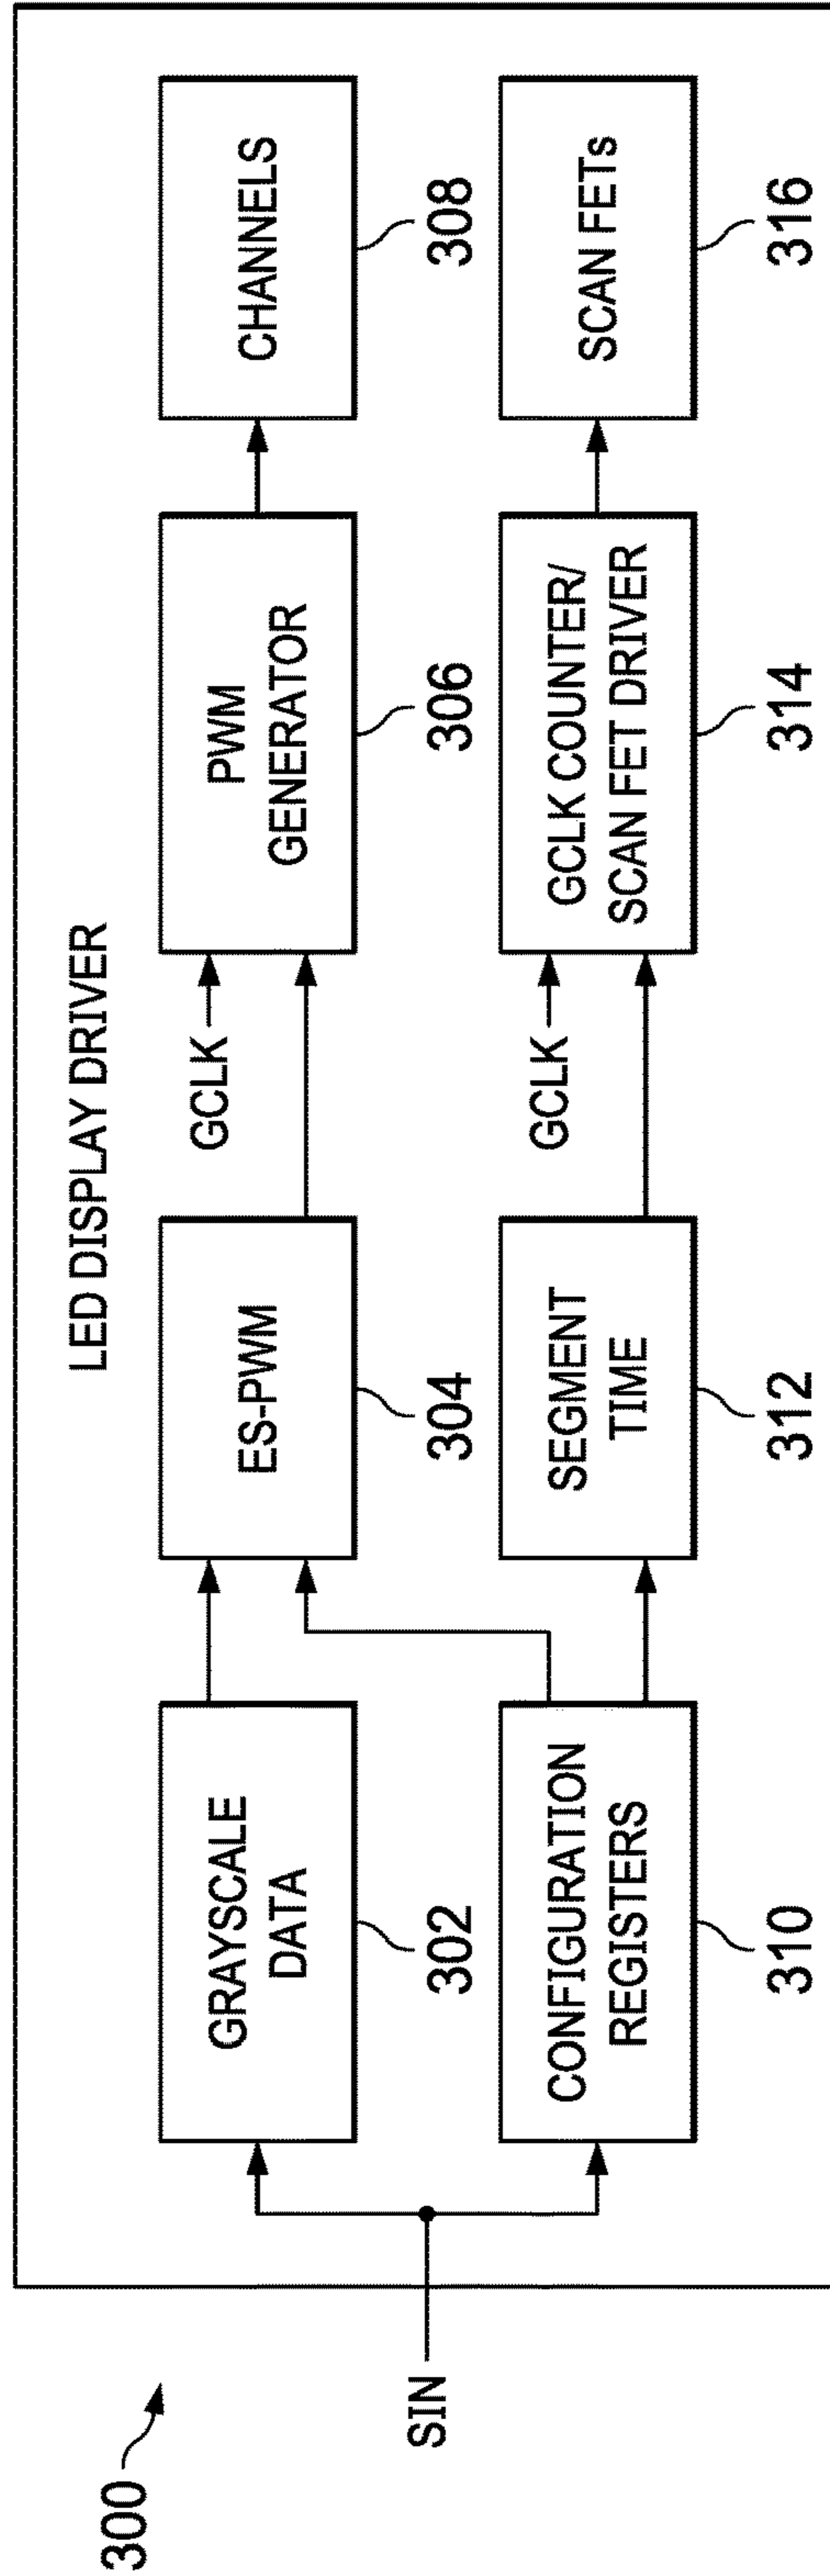 300
LED DISPLAY DRIVER
SIN
GRAYSCALE
DATA
302
ES-PWM
304
GCLK
PWM
GENERATOR
306
CHANNELS
308
CONFIGURATION
REGISTERS
310
SEGMENT
TIME
312
GCLK
GCLK COUNTER/
SCAN FET DRIVER
314
SCAN FETs
316